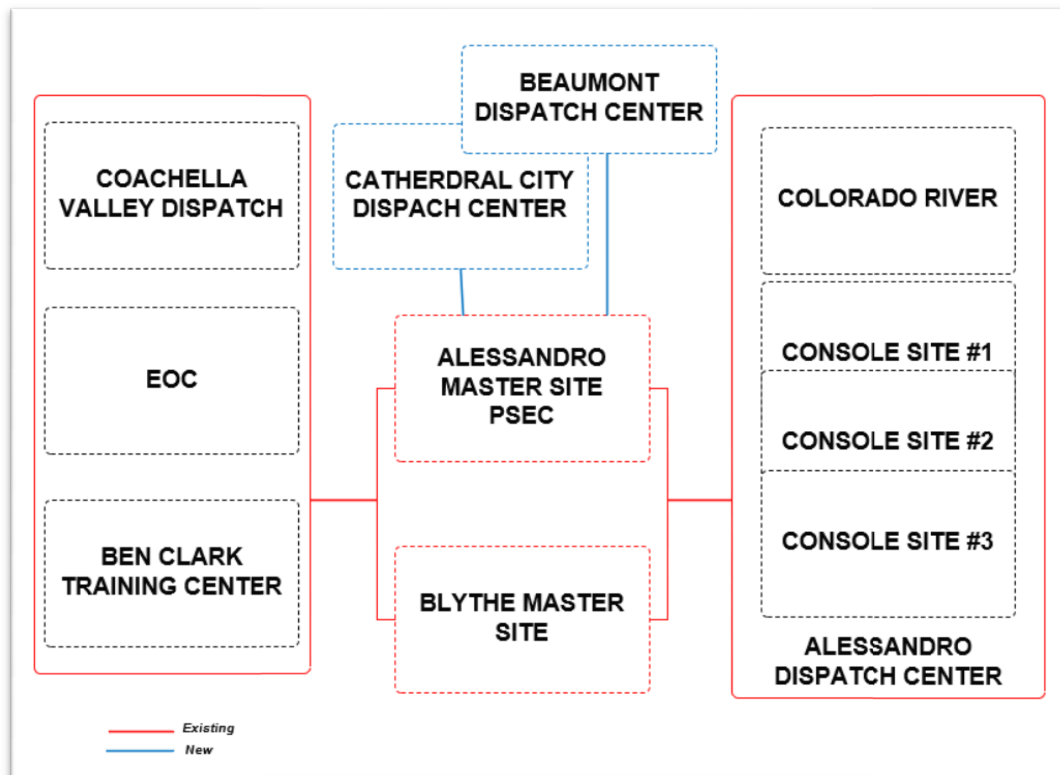 BEAUMONT
DISPATCH CENTER
COACHELLA
VALLEY DISPATCH
CATHERDRAL CITY
DISPACH CENTER
COLORADO RIVER
EOC
ALESSANDRO
MASTER SITE
PSEC
CONSOLE SITE #1
CONSOLE SITE #2
CONSOLE SITE #3
BEN CLARK
TRAINING CENTER
BLYTHE MASTER
SITE
ALESSANDRO
DISPATCH CENTER
Existing
New